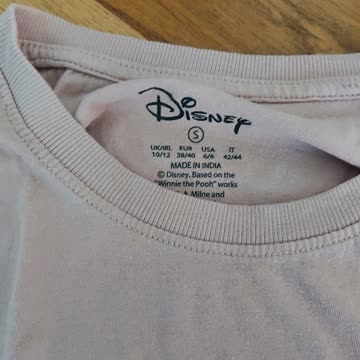 Disney
S
UK/IRL EUR USA IT
10/12 38/40 6/8 42/44
MADE IN INDIA
© Disney. Based on the
"Winnie the Pooh" works
A. Milne and